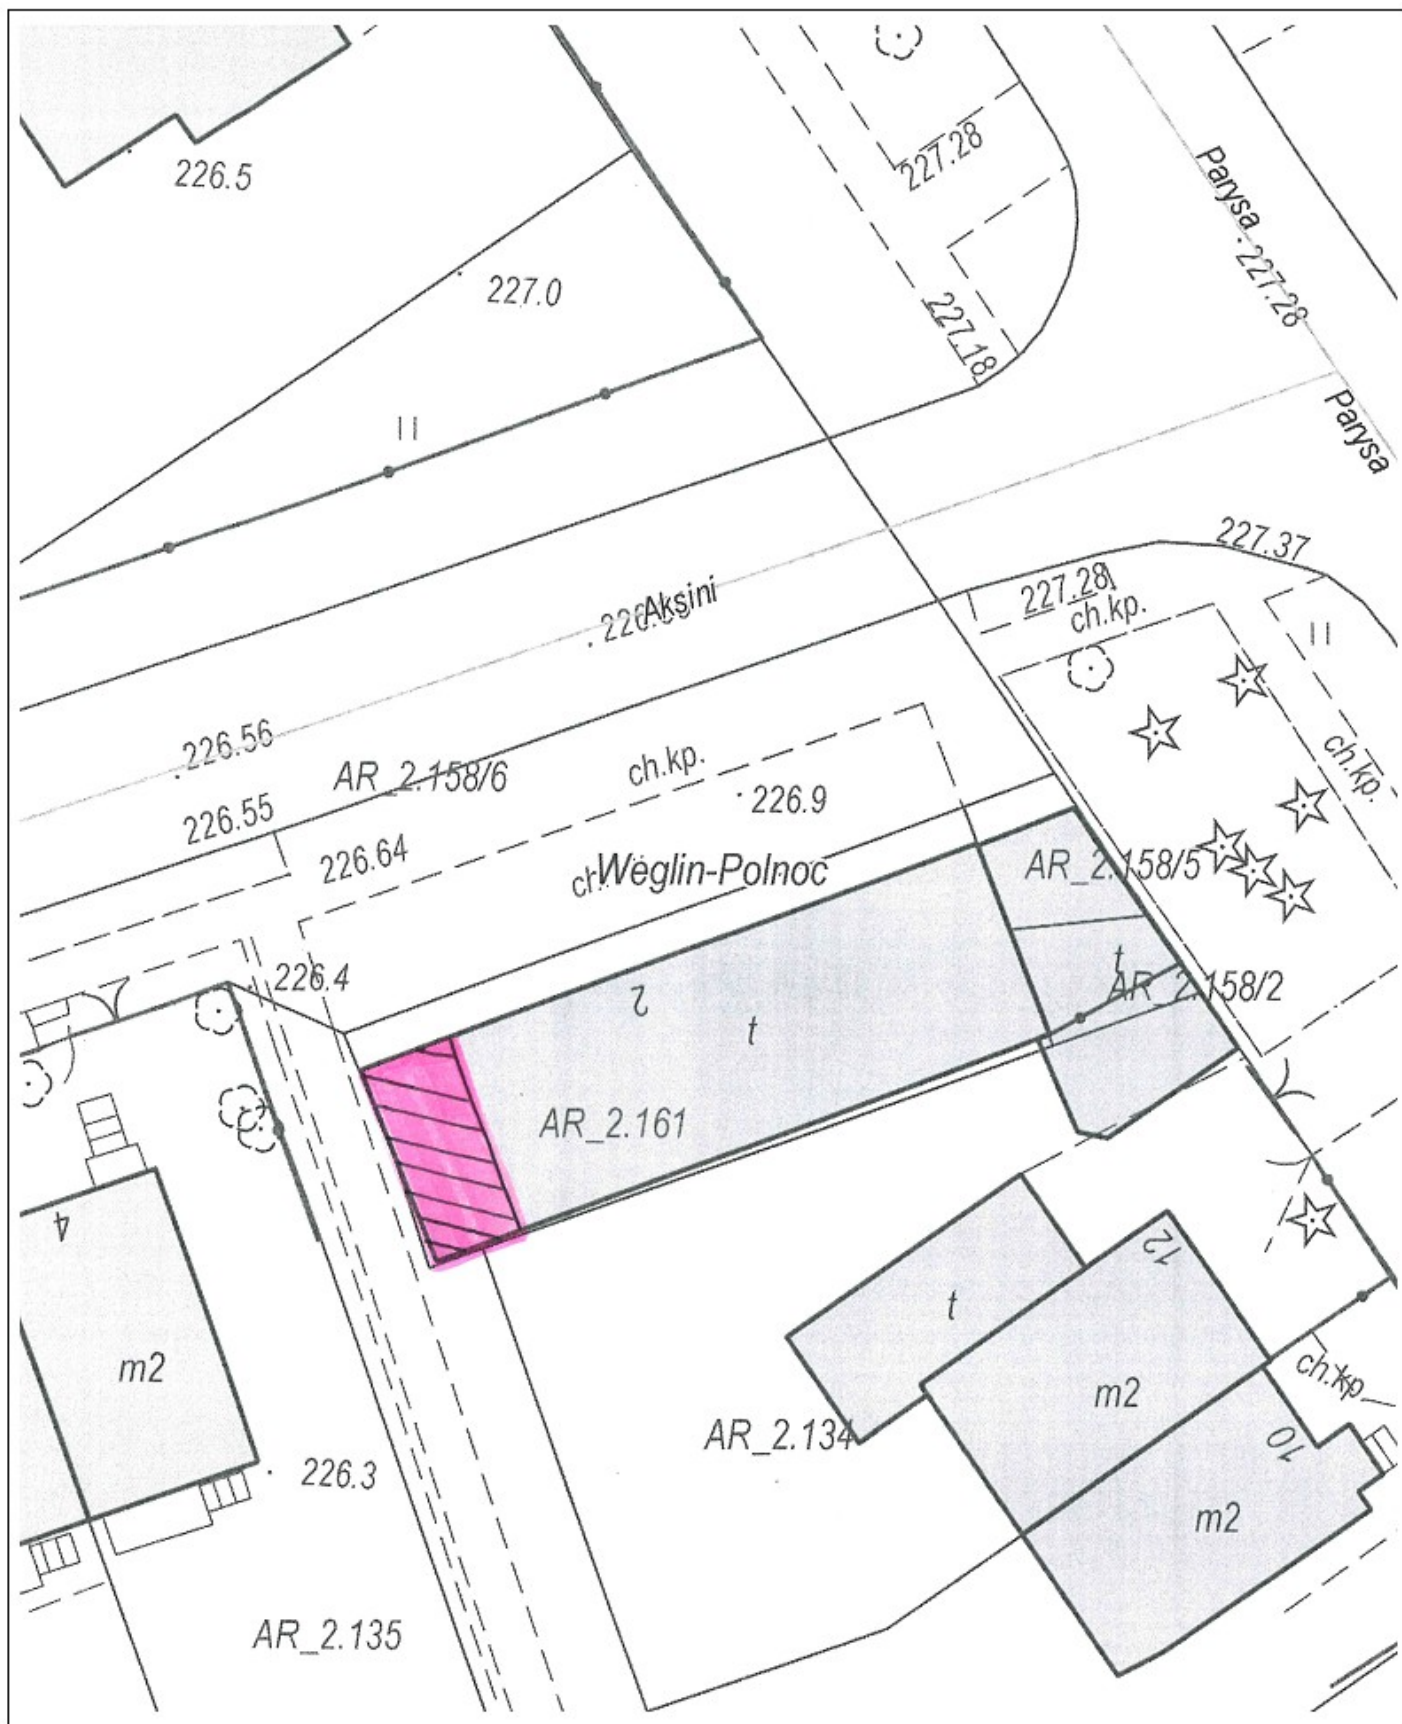 226.5
227.28
Parysa
227.28
227.0
227.18
Parysa
227.37
227.28
ch.kp.
Aksini
226.56
AR_2.158/6
ch.kp.
226.9
ch.kp.
226.55
226.64
Węglin-Polnoc
AR_2.158/5
226.4
2
t
t
AR_2.158/2
AR_2.161
4
12
t
m2
m2
ch.kp
AR_2.134
10
226.3
m2
AR_2.135